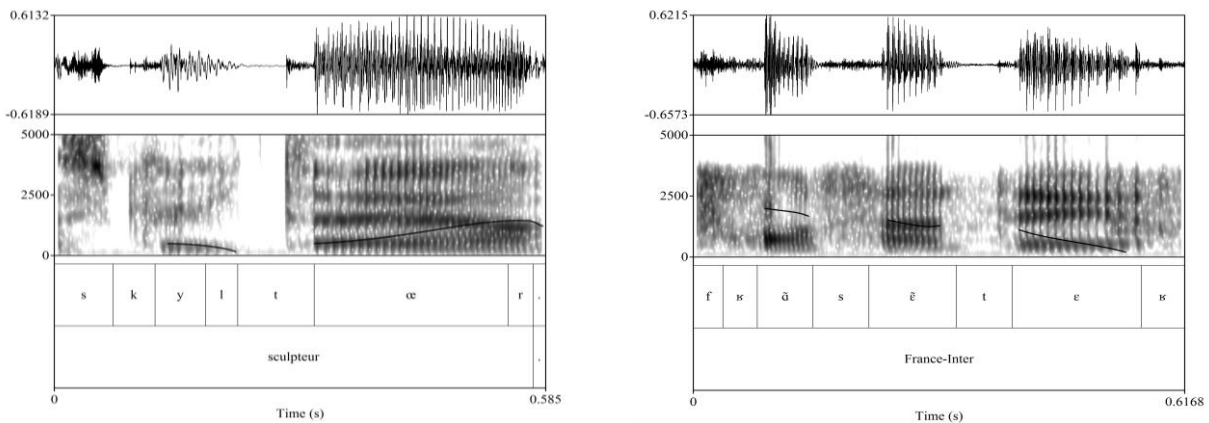 0.6132
-0.6189
5000
2500
0
s k y l t œ r .
sculpteur .
0 0.585
Time (s)
0.6215
-0.6573
5000
2500
0
f ʁ ɑ̃ s ɛ̃ t ɛ ʁ
France-Inter
0 0.6168
Time (s)